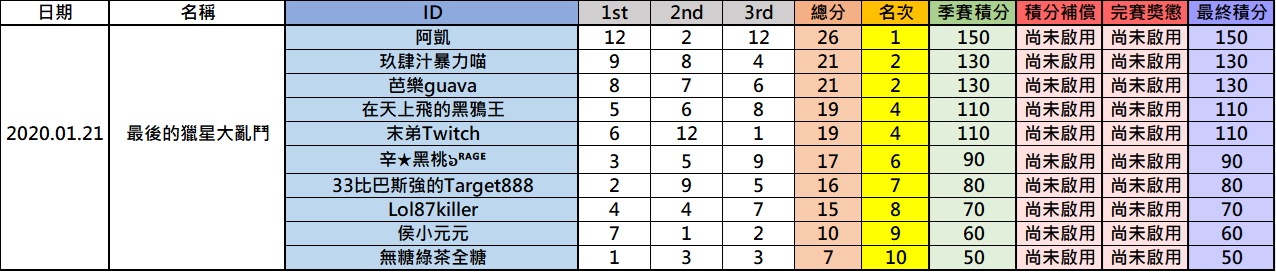 日期 名稱 ID 1st 2nd 3rd 總分 名次 季賽積分 積分補償 完賽獎懲 最終積分
阿凱 12 2 12 26 1 150 尚未啟用 尚未啟用 150
玖肆汁暴力喵 9 8 4 21 2 130 尚未啟用 尚未啟用 130
芭樂guava 8 7 6 21 2 130 尚未啟用 尚未啟用 130
在天上飛的黑鴉王 5 6 8 19 4 110 尚未啟用 尚未啟用 110
2020.01.21 最後的獵星大亂鬥 末弟Twitch 6 12 1 19 4 110 尚未啟用 尚未啟用 110
辛★黑桃ა ᴿᴬᴳᴱ 3 5 9 17 6 90 尚未啟用 尚未啟用 90
33比巴斯強的Target888 2 9 5 16 7 80 尚未啟用 尚未啟用 80
Lol87killer 4 4 7 15 8 70 尚未啟用 尚未啟用 70
侯小元元 7 1 2 10 9 60 尚未啟用 尚未啟用 60
無糖綠茶全糖 1 3 3 7 10 50 尚未啟用 尚未啟用 50